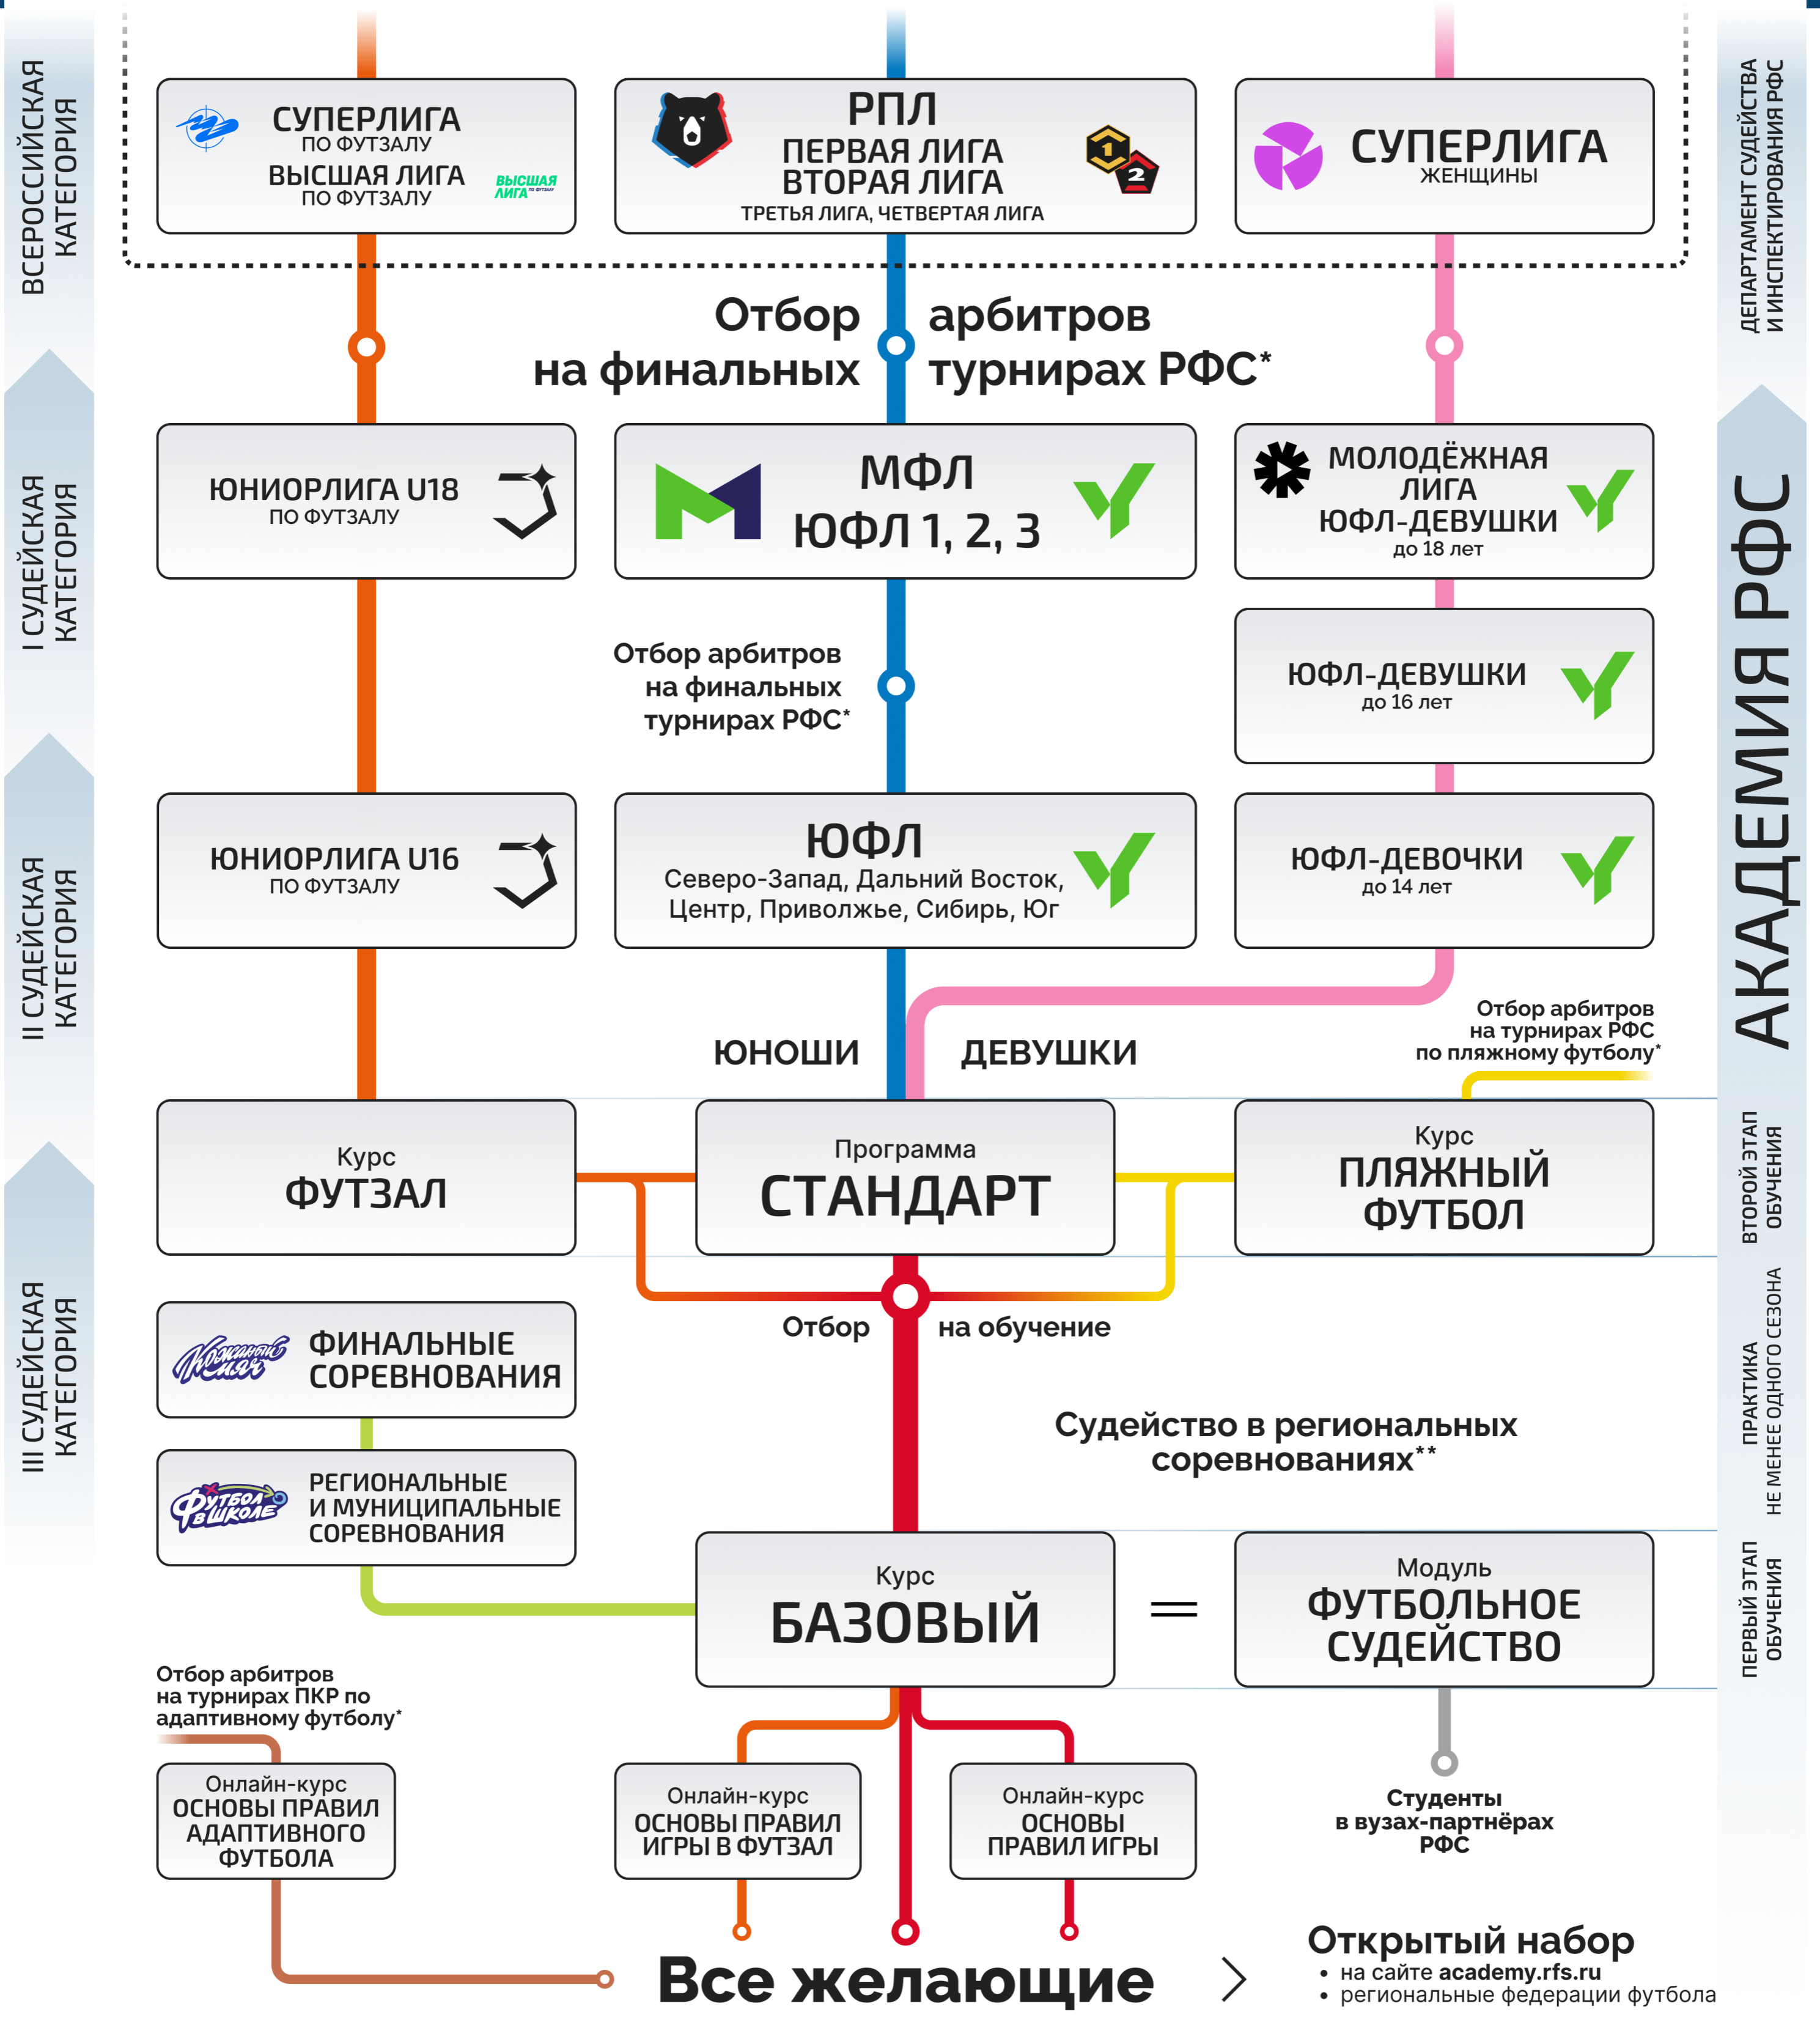 ВСЕРОССИЙСКАЯ
КАТЕГОРИЯ
I СУДЕЙСКАЯ
КАТЕГОРИЯ
II СУДЕЙСКАЯ
КАТЕГОРИЯ
III СУДЕЙСКАЯ
КАТЕГОРИЯ
СУПЕРЛИГА
ПО ФУТЗАЛУ
ВЫСШАЯ ЛИГА
ПО ФУТЗАЛУ
ВЫСШАЯ
ЛИГА ПО ФУТЗАЛУ
РПЛ
ПЕРВАЯ ЛИГА
ВТОРАЯ ЛИГА
ТРЕТЬЯ ЛИГА, ЧЕТВЕРТАЯ ЛИГА
1
2
СУПЕРЛИГА
ЖЕНЩИНЫ
Отбор арбитров
на финальных турнирах РФС*
ЮНИОРЛИГА U18
ПО ФУТЗАЛУ
МФЛ
ЮФЛ 1, 2, 3
МОЛОДЁЖНАЯ
ЛИГА
ЮФЛ-ДЕВУШКИ
до 18 лет
Отбор арбитров
на финальных
турнирах РФС*
ЮФЛ-ДЕВУШКИ
до 16 лет
ЮНИОРЛИГА U16
ПО ФУТЗАЛУ
ЮФЛ
Северо-Запад, Дальний Восток,
Центр, Приволжье, Сибирь, Юг
ЮФЛ-ДЕВОЧКИ
до 14 лет
ЮНОШИ
ДЕВУШКИ
Отбор арбитров
на турнирах РФС
по пляжному футболу*
Курс
ФУТЗАЛ
Программа
СТАНДАРТ
Курс
ПЛЯЖНЫЙ
ФУТБОЛ
Отбор на обучение
Кожаный
мяч
ФИНАЛЬНЫЕ
СОРЕВНОВАНИЯ
Судейство в региональных
соревнованиях**
ФУТБОЛ
В ШКОЛЕ
РЕГИОНАЛЬНЫЕ
И МУНИЦИПАЛЬНЫЕ
СОРЕВНОВАНИЯ
Курс
БАЗОВЫЙ
=
Модуль
ФУТБОЛЬНОЕ
СУДЕЙСТВО
Отбор арбитров
на турнирах ПКР по
адаптивному футболу*
Онлайн-курс
ОСНОВЫ ПРАВИЛ
АДАПТИВНОГО
ФУТБОЛА
Онлайн-курс
ОСНОВЫ ПРАВИЛ
ИГРЫ В ФУТЗАЛ
Онлайн-курс
ОСНОВЫ
ПРАВИЛ ИГРЫ
Студенты
в вузах-партнёрах
РФС
Все желающие
Открытый набор
• на сайте academy.rfs.ru
• региональные федерации футбола
ДЕПАРТАМЕНТ СУДЕЙСТВА
И ИНСПЕКТИРОВАНИЯ РФС
АКАДЕМИЯ РФС
ВТОРОЙ ЭТАП
ОБУЧЕНИЯ
ПРАКТИКА
НЕ МЕНЕЕ ОДНОГО СЕЗОНА
ПЕРВЫЙ ЭТАП
ОБУЧЕНИЯ